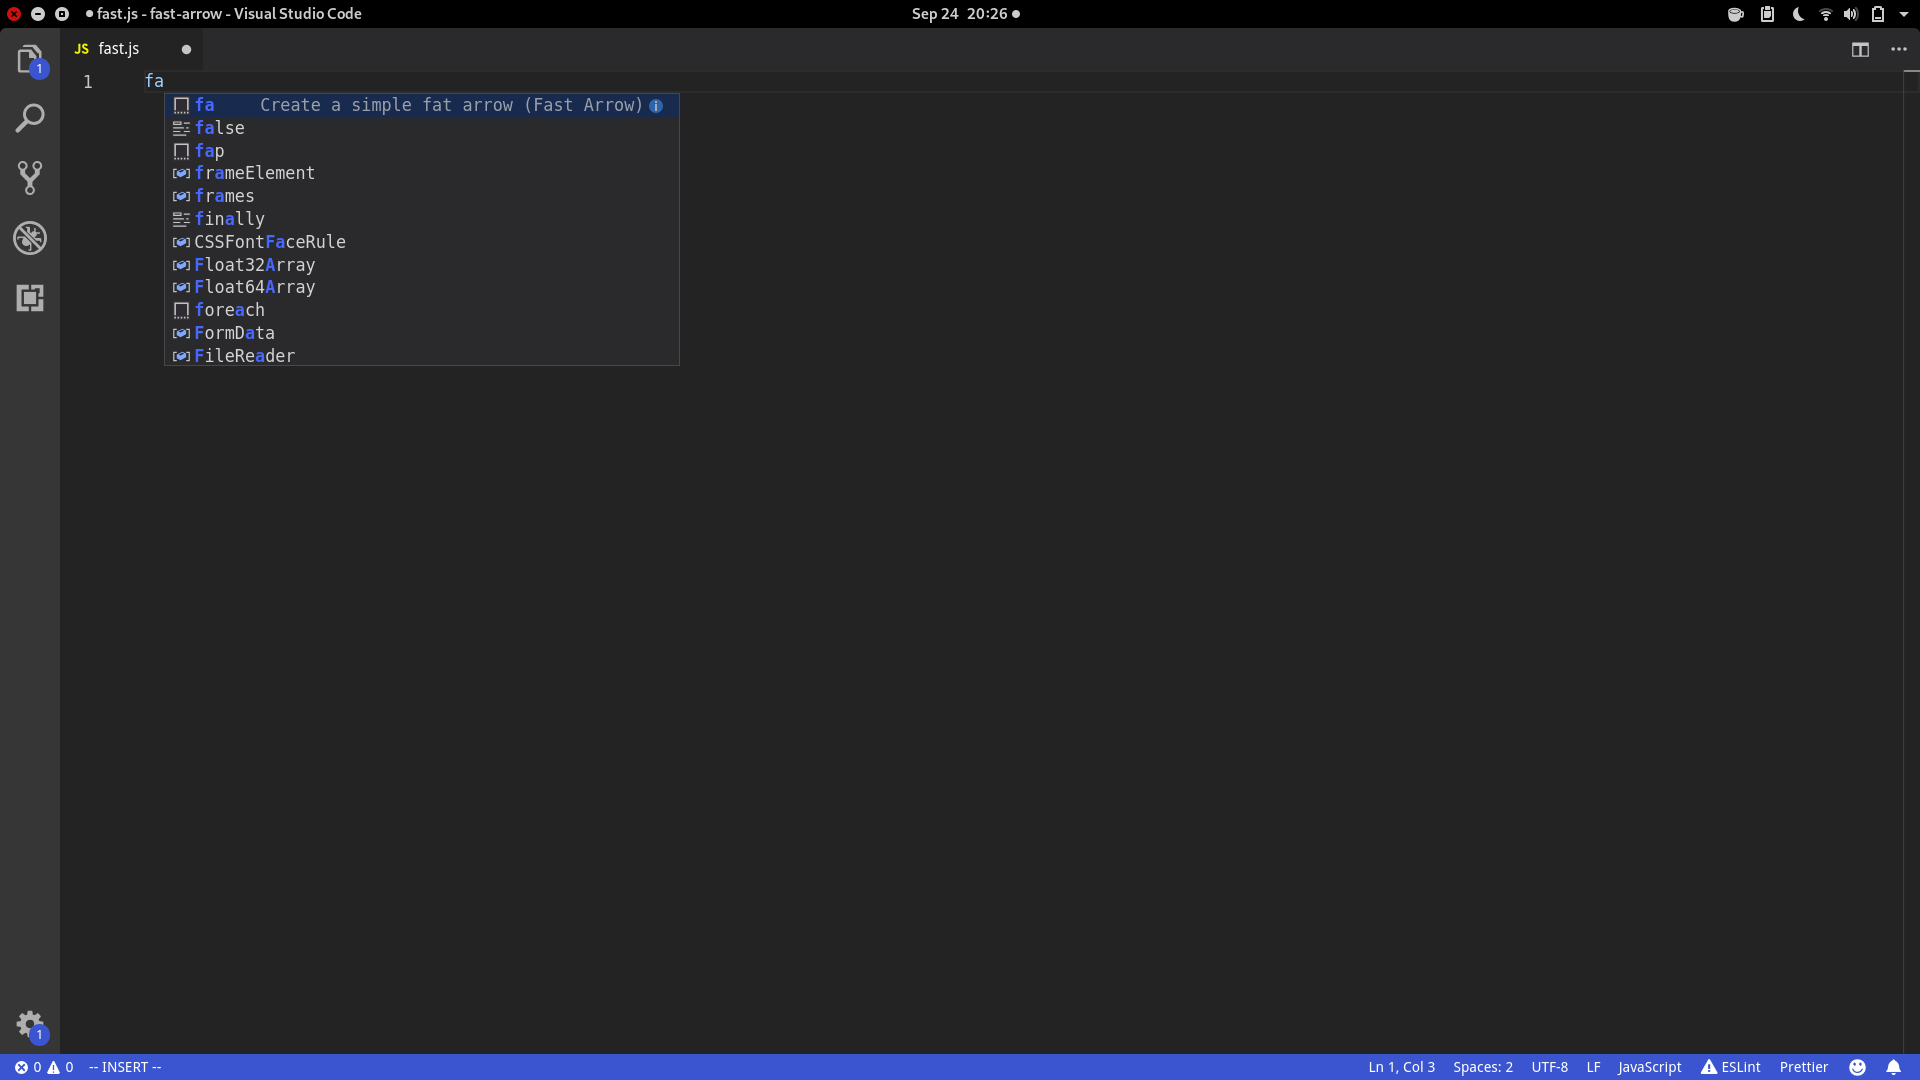 fast.js - fast-arrow - Visual Studio Code
Sep 24 20:26
1
JS fast.js
1 fa
fa Create a simple fat arrow (Fast Arrow)
false
fap
frameElement
frames
finally
CSSFontFaceRule
Float32Array
Float64Array
foreach
FormData
FileReader
1
0 0 -- INSERT -- Ln 1, Col 3 Spaces: 2 UTF-8 LF JavaScript ESLint Prettier